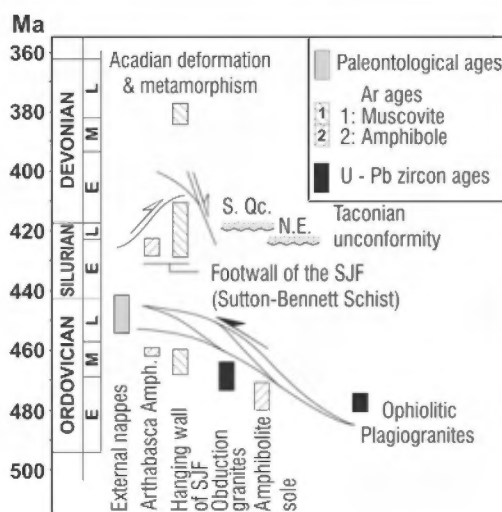 Ma
360
380
400
420
440
460
480
500
DEVONIAN
L
M
E
SILURIAN
L
E
ORDOVICIAN
L
M
E
Acadian deformation
& metamorphism
S. Qc.
N.E.
Taconian
unconformity
Footwall of the SJF
(Sutton-Bennett Schist)
Ophiolitic
Plagiogranites
External nappes
Arthabasca Amph.
Hanging wall
of SJF
Obduction
granites
Amphibolite
sole
Paleontological ages
Ar ages
1 1: Muscovite
2 2: Amphibole
U - Pb zircon ages